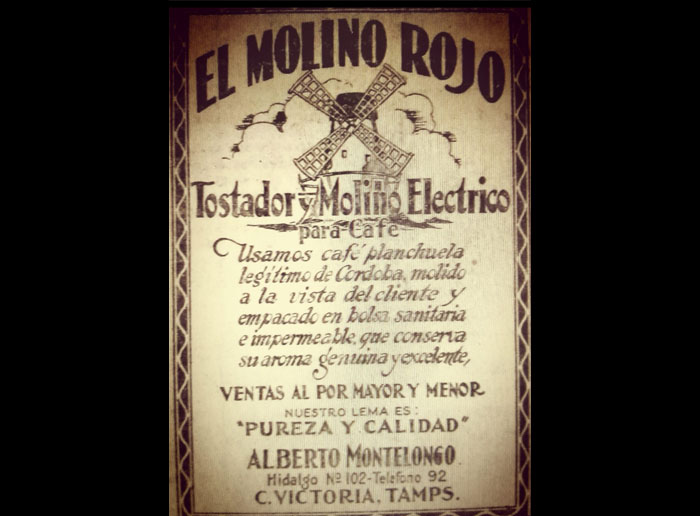 EL MOLINO ROJO
Tostador y Molino Electrico
para Café
Usamos café planchuela
legítimo de Cordoba, molido
a la vista del cliente y
empacado en bolsa sanitaria
e impermeable, que conserva
su aroma genuina y excelente,
VENTAS AL POR MAYOR Y MENOR
NUESTRO LEMA ES:
"PUREZA Y CALIDAD"
ALBERTO MONTELONGO
Hidalgo Nº 102-Telefono 92
C. VICTORIA, TAMPS.